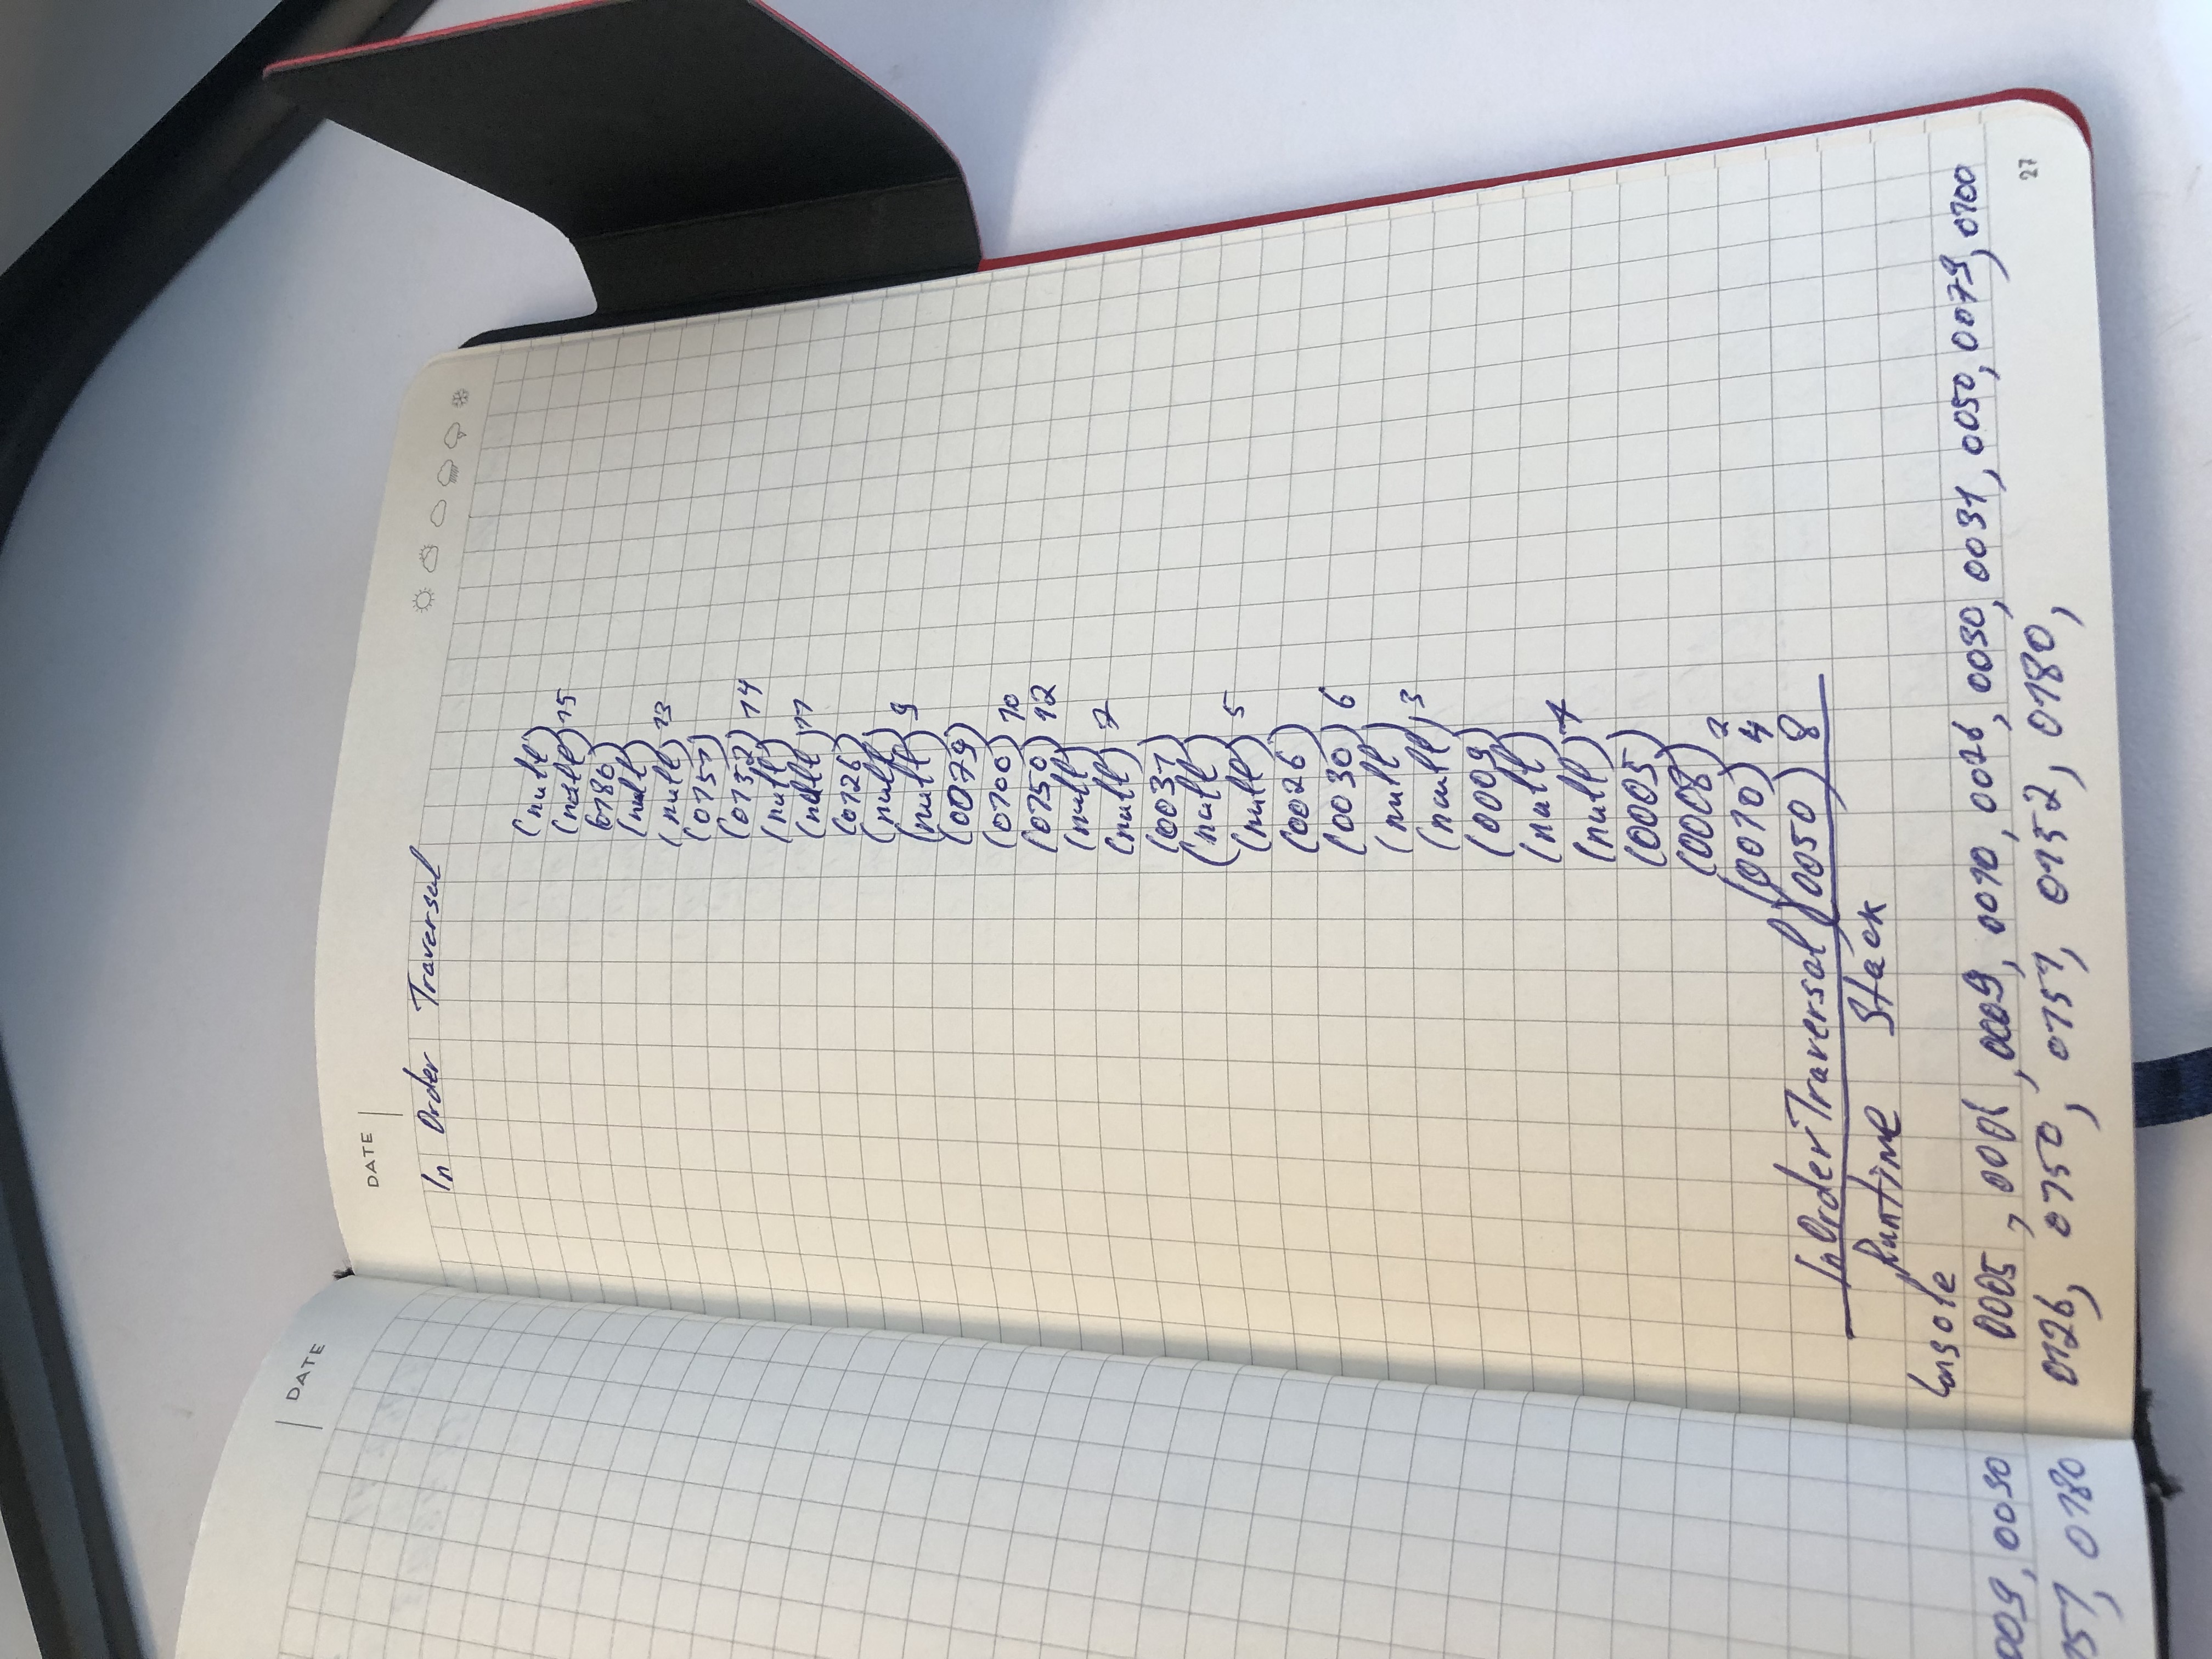 DATE
DATE
In Order Traversal
(null)
(null) 15
(0180)
(null)
(null) 13
(0151)
(0152) 14
(null)
(null) 11
(0126)
(null)
(null) 9
(0079)
(0100) 10
(0150) 12
(null)
(null) 7
(0031)
(null)
(null) 5
(0026)
(0030) 6
(null)
(null) 3
(0009)
(null)
(null) 1
(0005)
(0008) 2
(0010) 4
InOrderTraversal (0050) 8
Runtime Stack
Console
009, 0030
0005, 0008, 0009, 0010, 0026, 0030, 0031, 0050, 0079, 0100
151, 0180
0126, 0150, 0151, 0152, 0180,
27